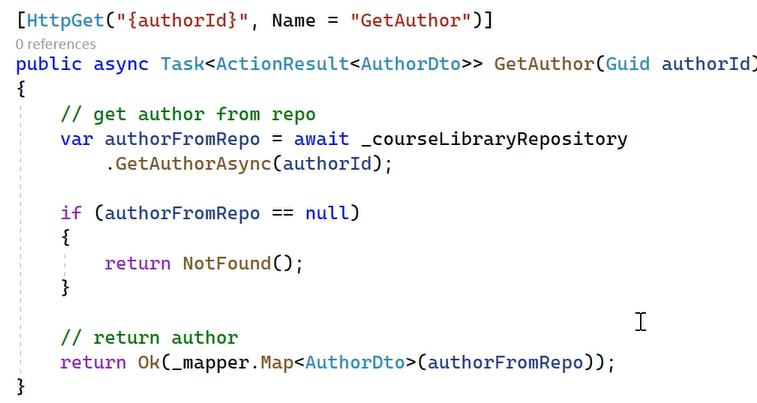 [HttpGet("{authorId}", Name = "GetAuthor")]
0 references
public async Task<ActionResult<AuthorDto>> GetAuthor(Guid authorId)
{
// get author from repo
var authorFromRepo = await _courseLibraryRepository
.GetAuthorAsync(authorId);
if (authorFromRepo == null)
{
return NotFound();
}
// return author
return Ok(_mapper.Map<AuthorDto>(authorFromRepo));
}